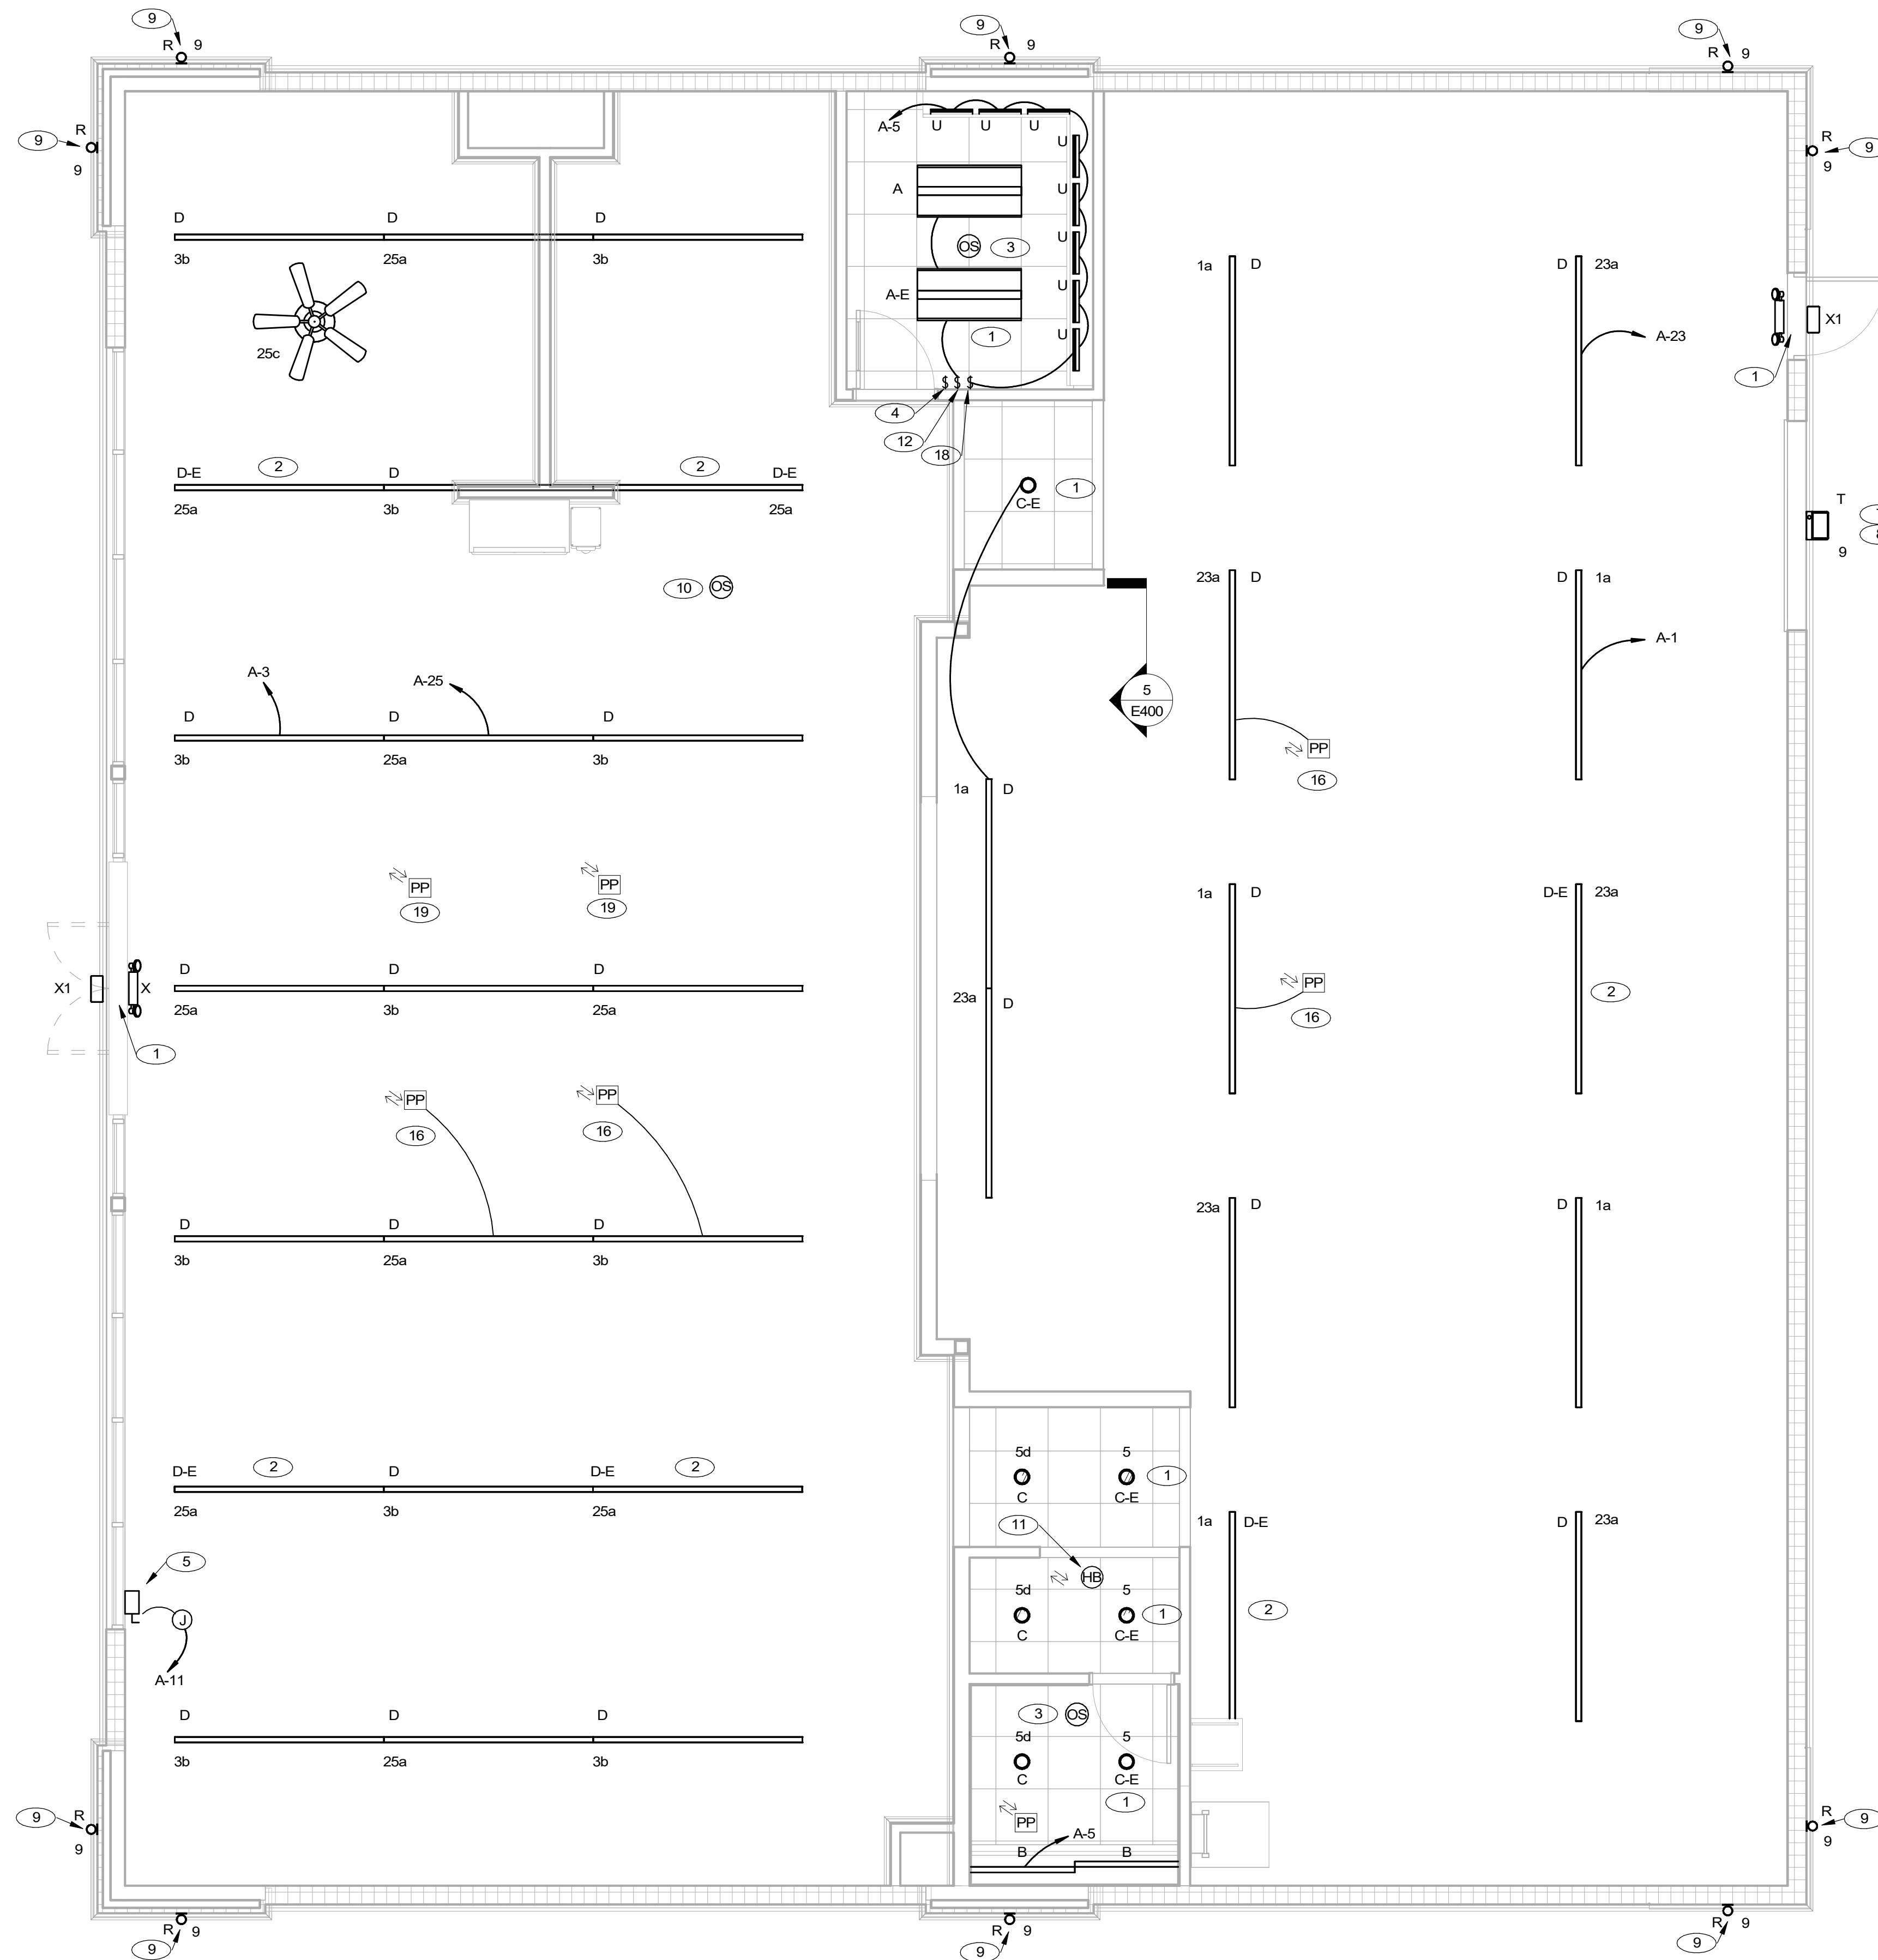 9
9
9
R 9
R 9
R 9
9
R
9
A-5
U U U
U
U
U
U
U
A
OS
3
A-E
1
$ $ $
4
12
18
R
9
9
D D D
3b 25a 3b
25c
1a D
D 23a
A-23
X1
1
D-E 2 D 2 D-E
25a 3b 25a
C-E
1
T
9
10 OS
23a D
D 1a
A-1
5
E400
PP
16
A-3
A-25
D D D
3b 25a 3b
1a D
PP
19
PP
19
1a D
D-E 23a
PP
16
2
X1 X
1
D D D
25a 3b 25a
23a D
PP
16
PP
16
D D D
3b 25a 3b
23a D
D 1a
D-E 2 D D-E 2
25a 3b 25a
5d 5
1
C C-E
11
HB
5d 5
1
C C-E
1a D-E
D 23a
2
5
J
A-11
D D D
3b 25a 3b
3 OS
5d 5
C C-E
1
PP
A-5
B B
9
R
9
R
9
9
R 9
R 9
R 9
9
9
9